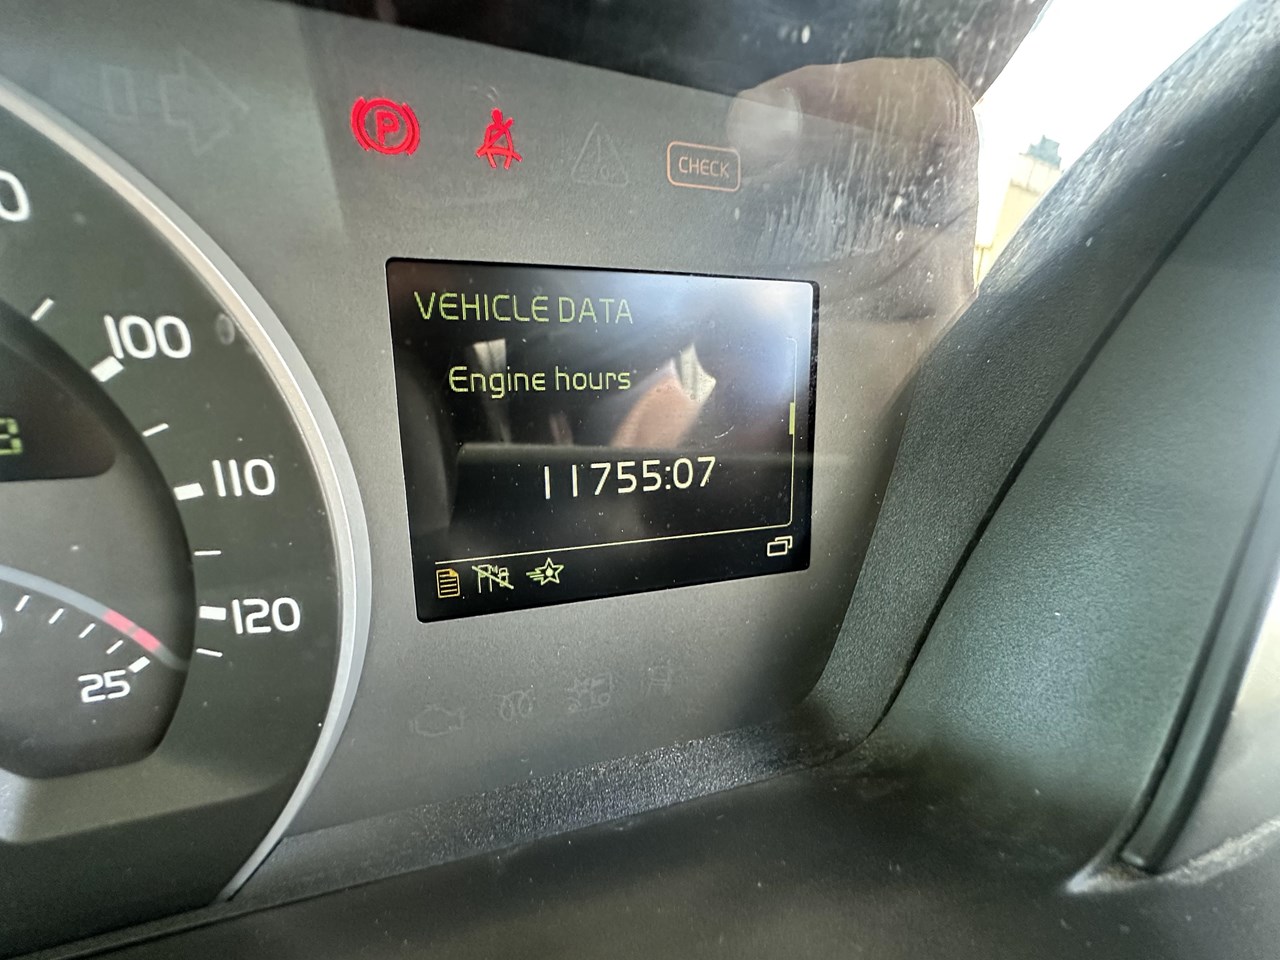 P
CHECK
VEHICLE DATA
100
Engine hours
110
11755:07
120
25